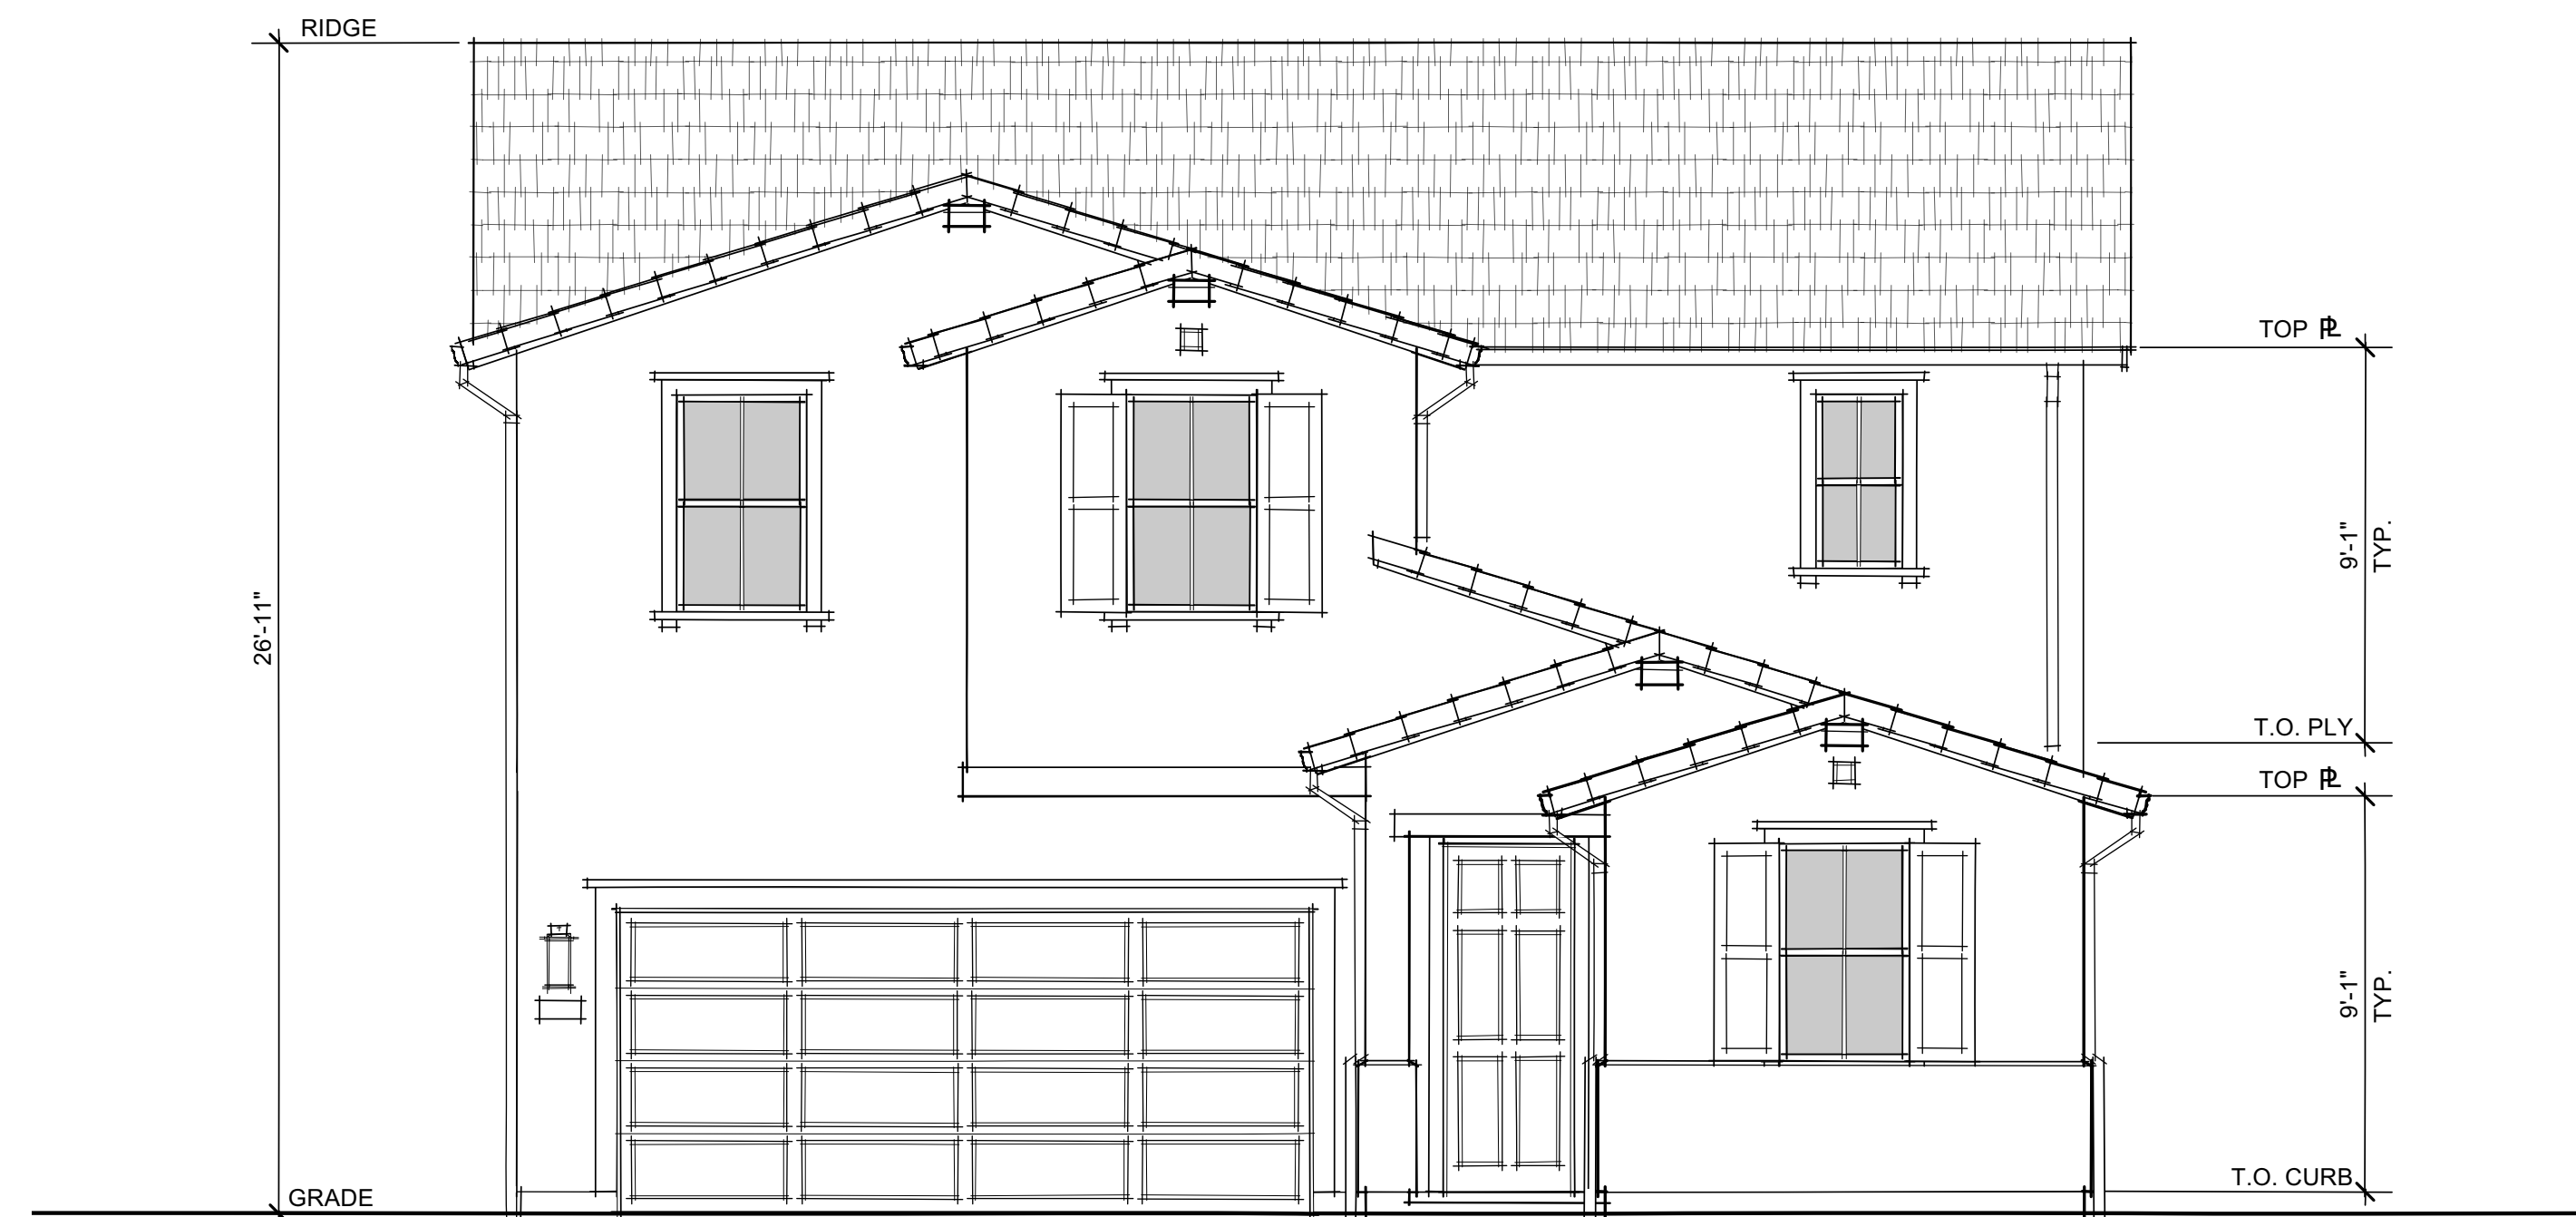 RIDGE
TOP PL
26'-11"
9'-1"
TYP.
T.O. PLY
TOP PL
9'-1"
TYP.
T.O. CURB
GRADE